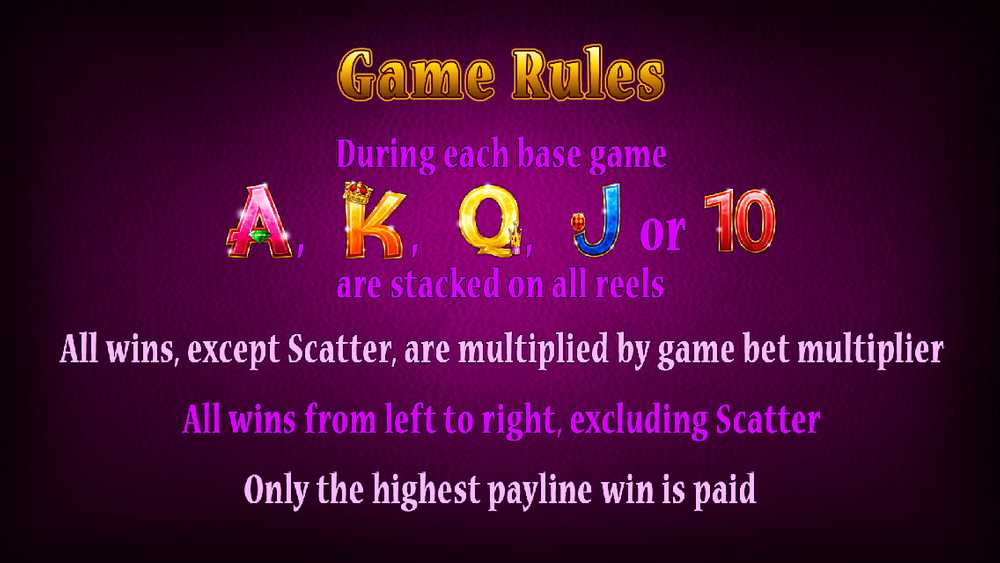 Game Rules
During each base game
A, K, Q, J or 10
are stacked on all reels
All wins, except Scatter, are multiplied by game bet multiplier
All wins from left to right, excluding Scatter
Only the highest payline win is paid